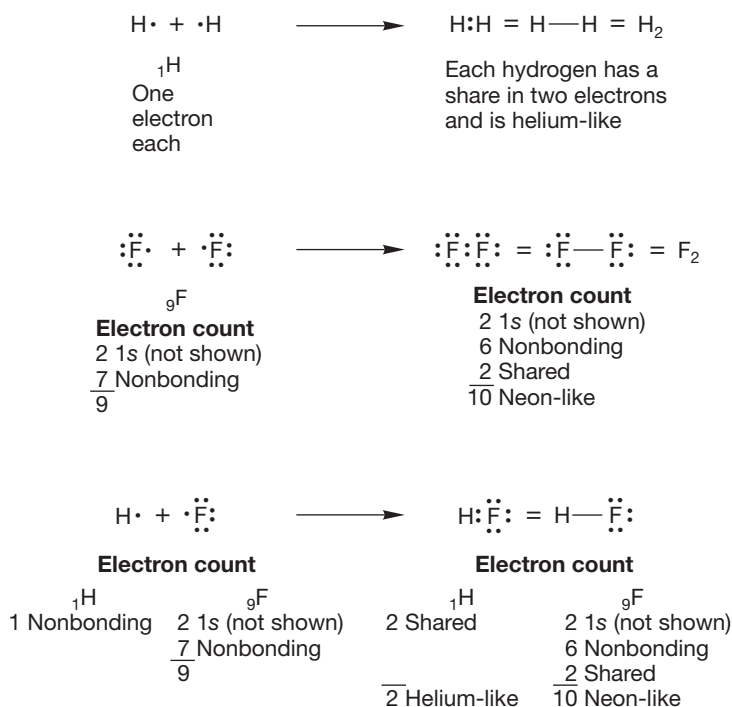 H· + ·H ⟶ H:H = H—H = H₂
₁H
One
electron
each
Each hydrogen has a
share in two electrons
and is helium-like
:F̤̈· + ·F̤̈: ⟶ :F̤̈:F̤̈: = :F̤̈—F̤̈: = F₂
₉F
Electron count
2 1s (not shown)
7 Nonbonding
9
Electron count
2 1s (not shown)
6 Nonbonding
2 Shared
10 Neon-like
H· + ·F̤̈: ⟶ H:F̤̈: = H—F̤̈:
Electron count
₁H
1 Nonbonding
₉F
2 1s (not shown)
7 Nonbonding
9
Electron count
₁H
2 Shared
2 Helium-like
₉F
2 1s (not shown)
6 Nonbonding
2 Shared
10 Neon-like